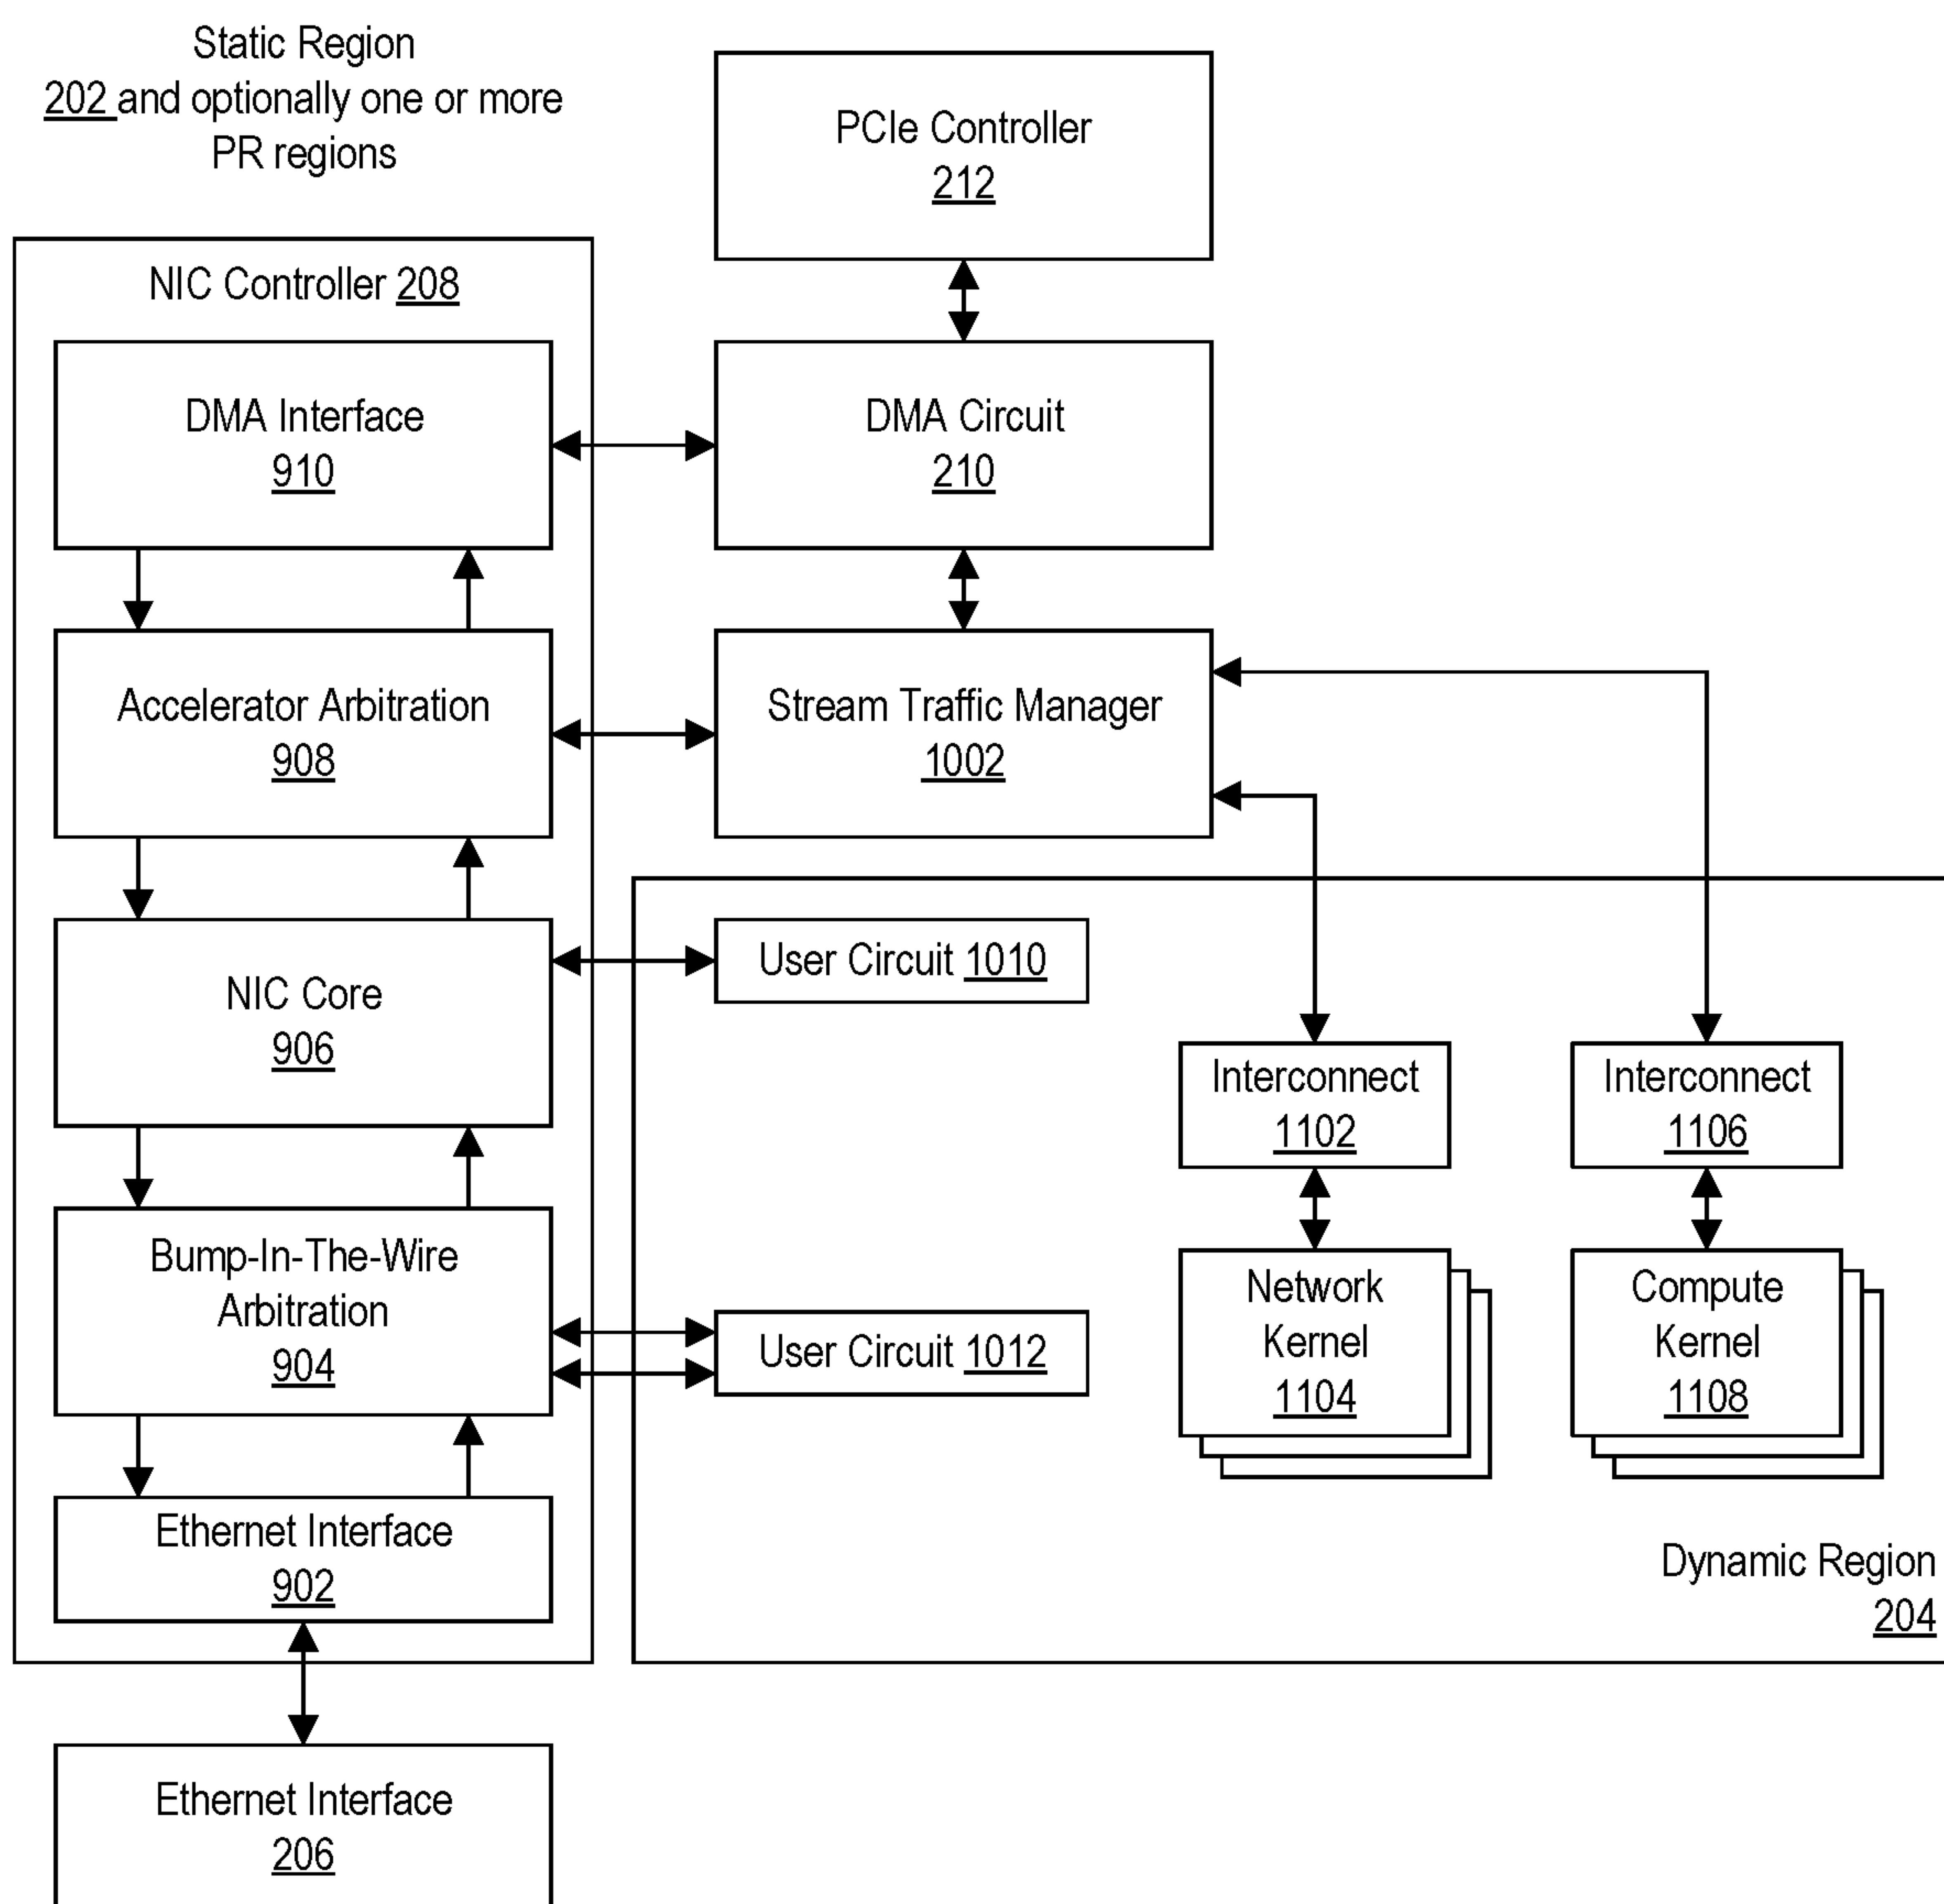 Static Region
202 and optionally one or more
PR regions
PCIe Controller
212
NIC Controller 208
DMA Interface
910
DMA Circuit
210
Accelerator Arbitration
908
Stream Traffic Manager
1002
NIC Core
906
User Circuit 1010
Interconnect
1102
Interconnect
1106
Bump-In-The-Wire
Arbitration
904
User Circuit 1012
Network
Kernel
1104
Compute
Kernel
1108
Ethernet Interface
902
Dynamic Region
204
Ethernet Interface
206